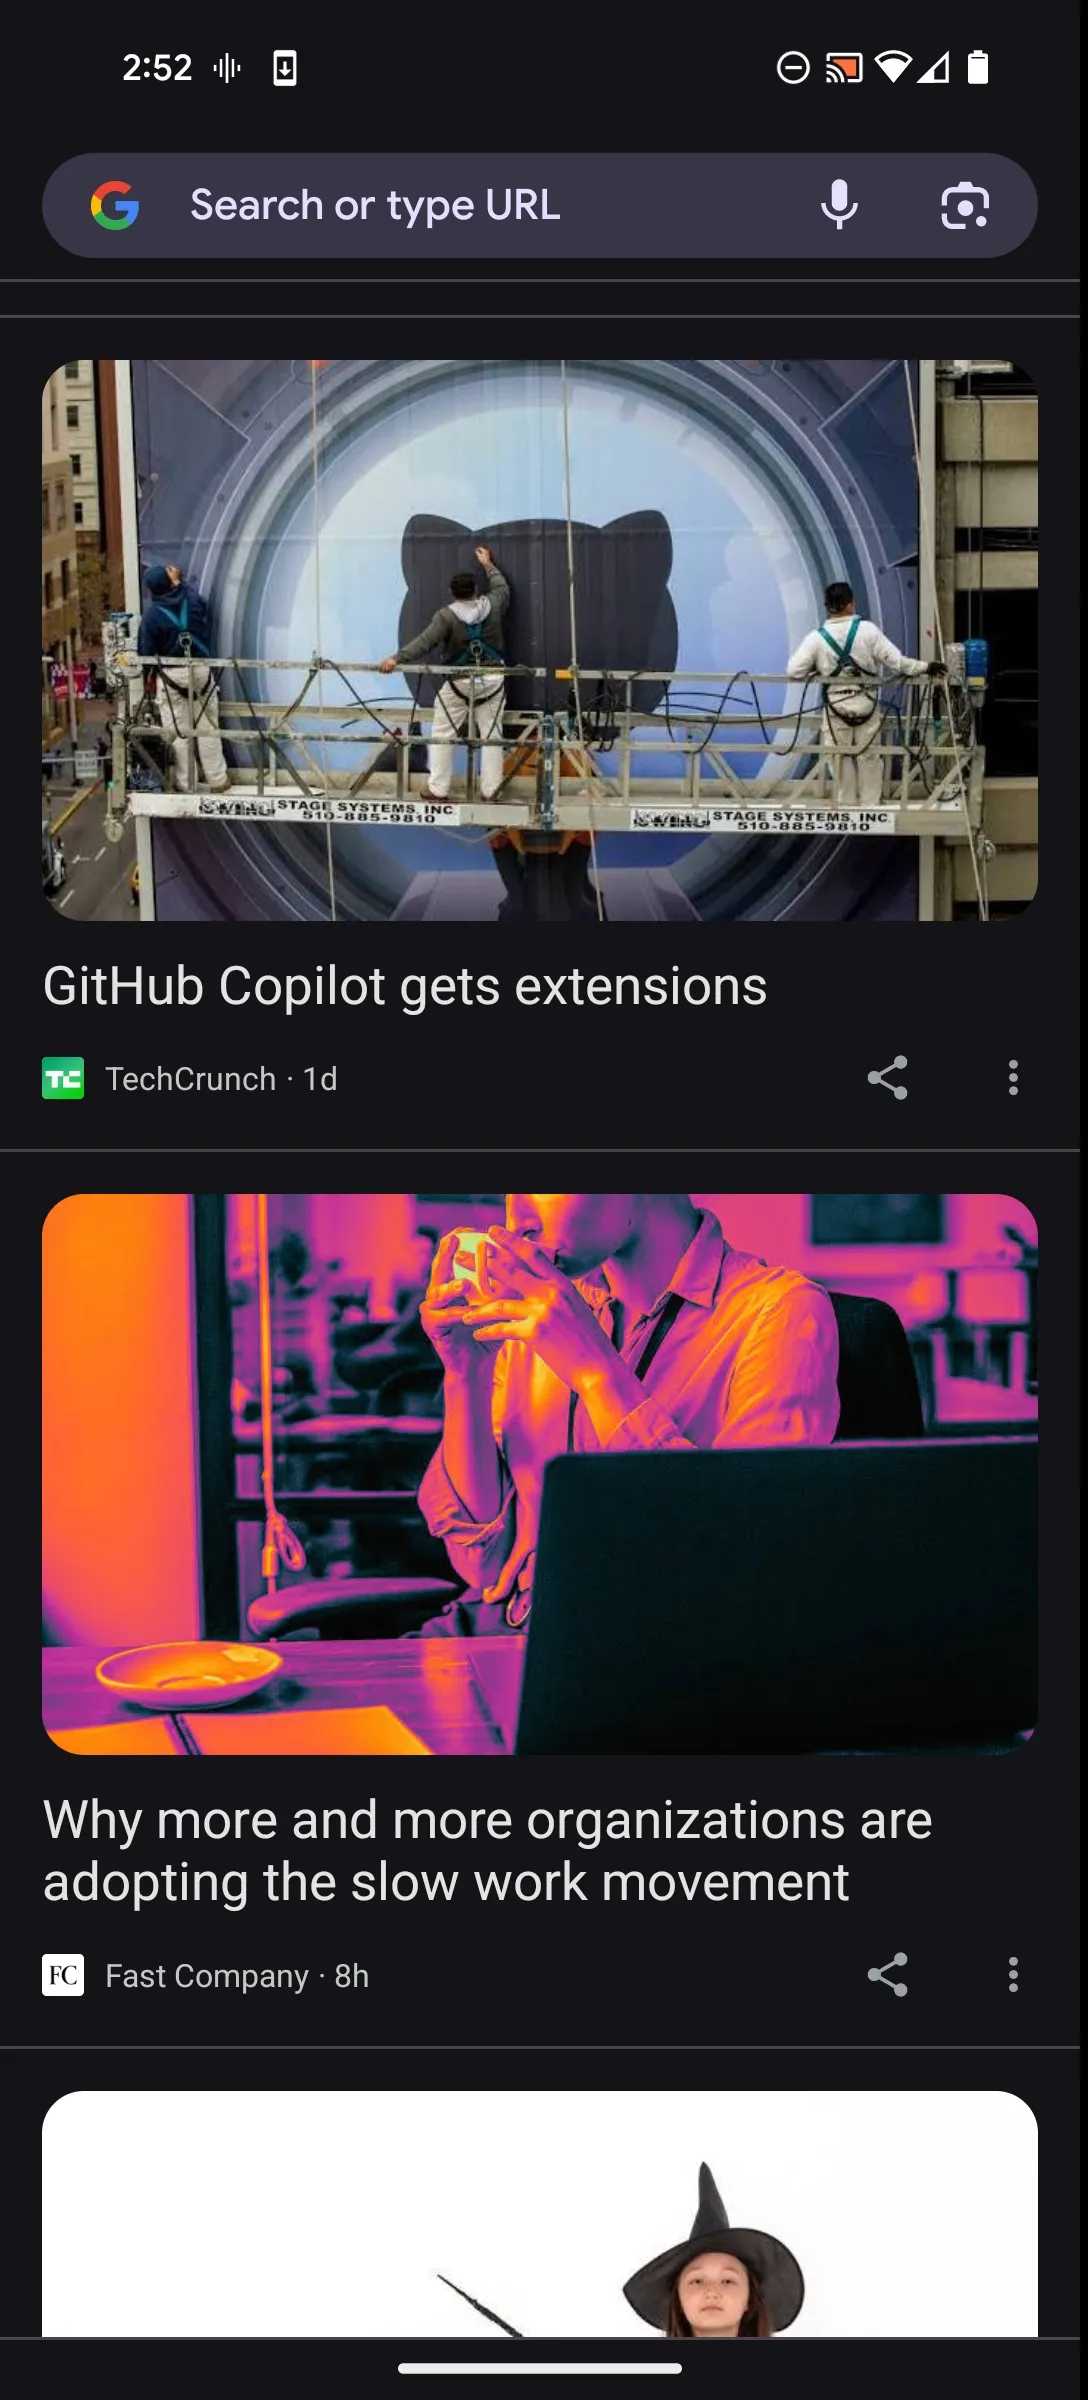 2:52
Search or type URL
STAGE SYSTEMS, INC.
510-885-9810
STAGE SYSTEMS, INC.
510-885-9810
GitHub Copilot gets extensions
TC TechCrunch · 1d
Why more and more organizations are
adopting the slow work movement
FC Fast Company · 8h